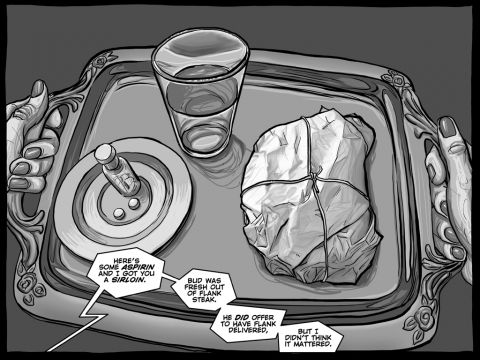 HERE'S
SOME ASPIRIN
AND I GOT YOU
A SIRLOIN.
BUD WAS
FRESH OUT
OF FLANK
STEAK.
HE DID OFFER
TO HAVE FLANK
DELIVERED,
BUT I
DIDN'T THINK
IT MATTERED.